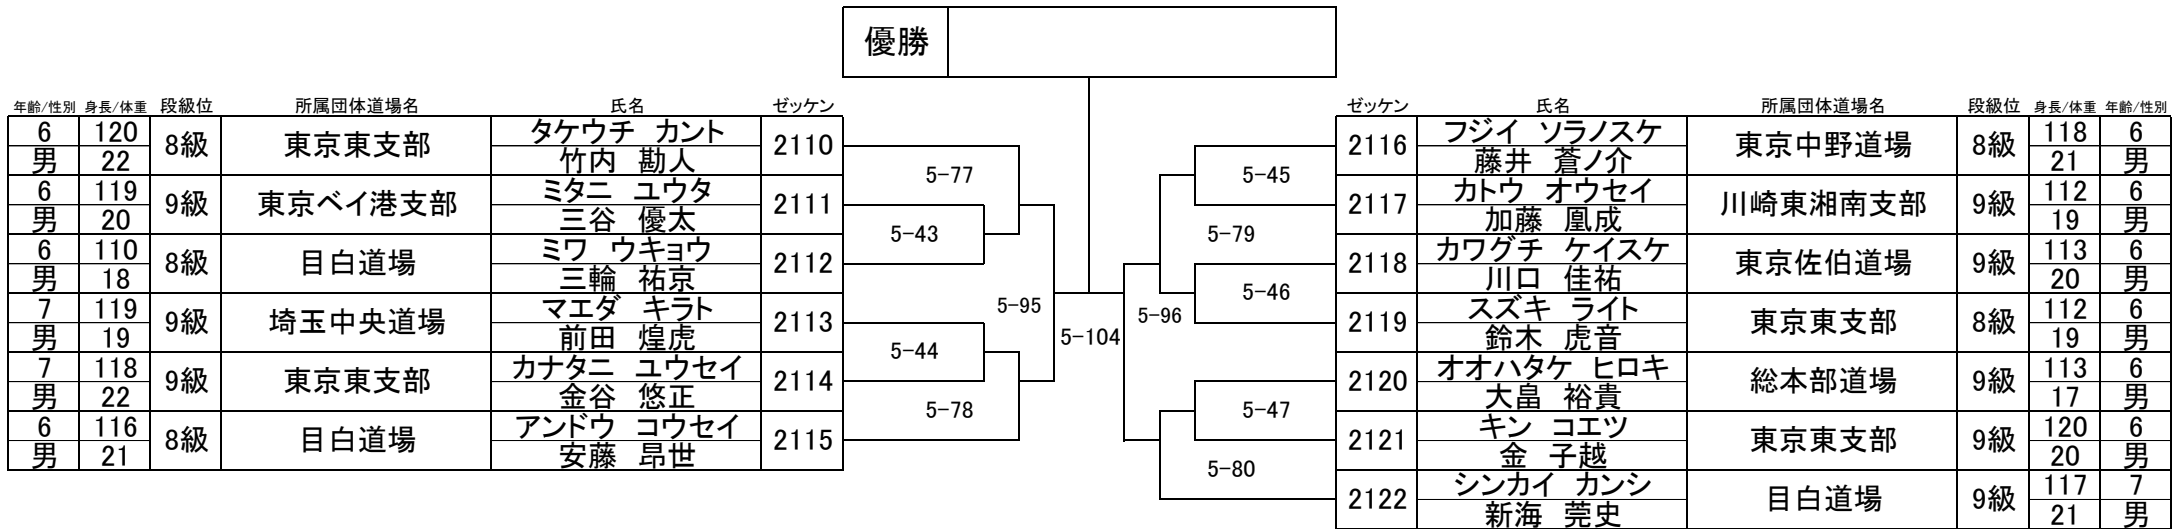 優勝
年齢/性別 身長/体重 段級位 所属団体道場名 氏名 ゼッケン
6 120 8級 東京東支部 タケウチ カント 2110
男 22 竹内 勘人
6 119 9級 東京ベイ港支部 ミタニ ユウタ 2111
男 20 三谷 優太
6 110 8級 目白道場 ミワ ウキョウ 2112
男 18 三輪 祐京
7 119 9級 埼玉中央道場 マエダ キラト 2113
男 19 前田 煌虎
7 118 9級 東京東支部 カナタニ ユウセイ 2114
男 22 金谷 悠正
6 116 8級 目白道場 アンドウ コウセイ 2115
男 21 安藤 昂世
5-77
5-43
5-95
5-44
5-78
5-104
5-45
5-79
5-46
5-96
5-47
5-80
ゼッケン 氏名 所属団体道場名 段級位 身長/体重 年齢/性別
2116 フジイ ソラノスケ 東京中野道場 8級 118 6
藤井 蒼ノ介 21 男
2117 カトウ オウセイ 川崎東湘南支部 9級 112 6
加藤 凰成 19 男
2118 カワグチ ケイスケ 東京佐伯道場 9級 113 6
川口 佳祐 20 男
2119 スズキ ライト 東京東支部 8級 112 6
鈴木 虎音 19 男
2120 オオハタケ ヒロキ 総本部道場 9級 113 6
大畠 裕貴 17 男
2121 キン コエツ 東京東支部 9級 120 6
金 子越 20 男
2122 シンカイ カンシ 目白道場 9級 117 7
新海 莞史 21 男